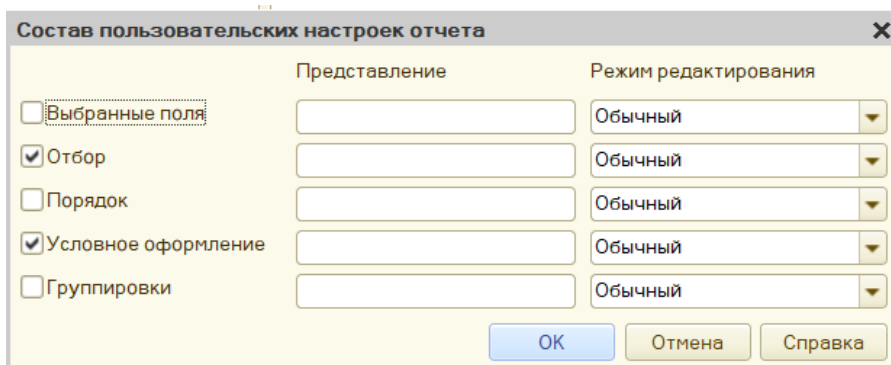 Состав пользовательских настроек отчета
Представление Режим редактирования
Выбранные поля Обычный
Отбор Обычный
Порядок Обычный
Условное оформление Обычный
Группировки Обычный
OK Отмена Справка